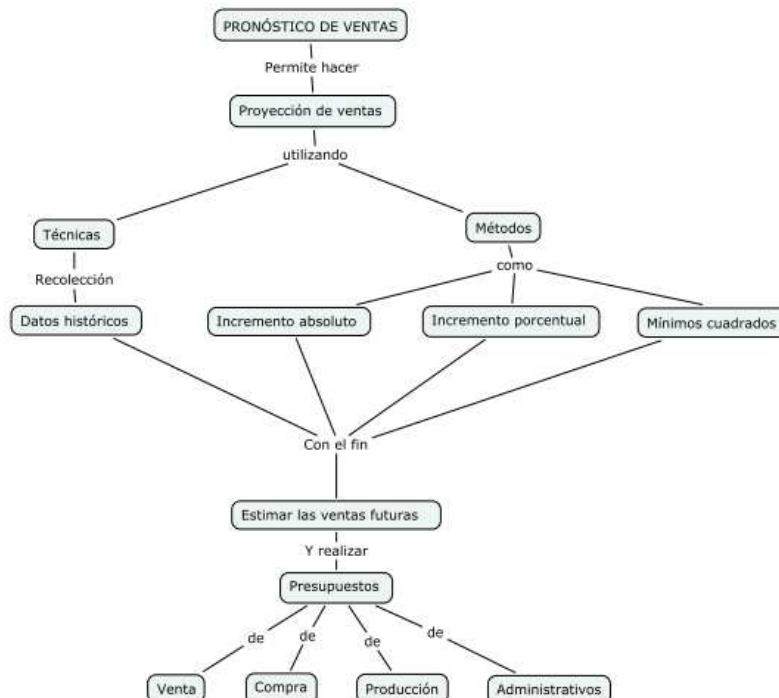 PRONÓSTICO DE VENTAS
Permite hacer
Proyección de ventas
utilizando
Técnicas
Métodos
Recolección
como
Datos históricos
Incremento absoluto
Incremento porcentual
Mínimos cuadrados
Con el fin
Estimar las ventas futuras
Y realizar
Presupuestos
de
de
de
de
Venta
Compra
Producción
Administrativos